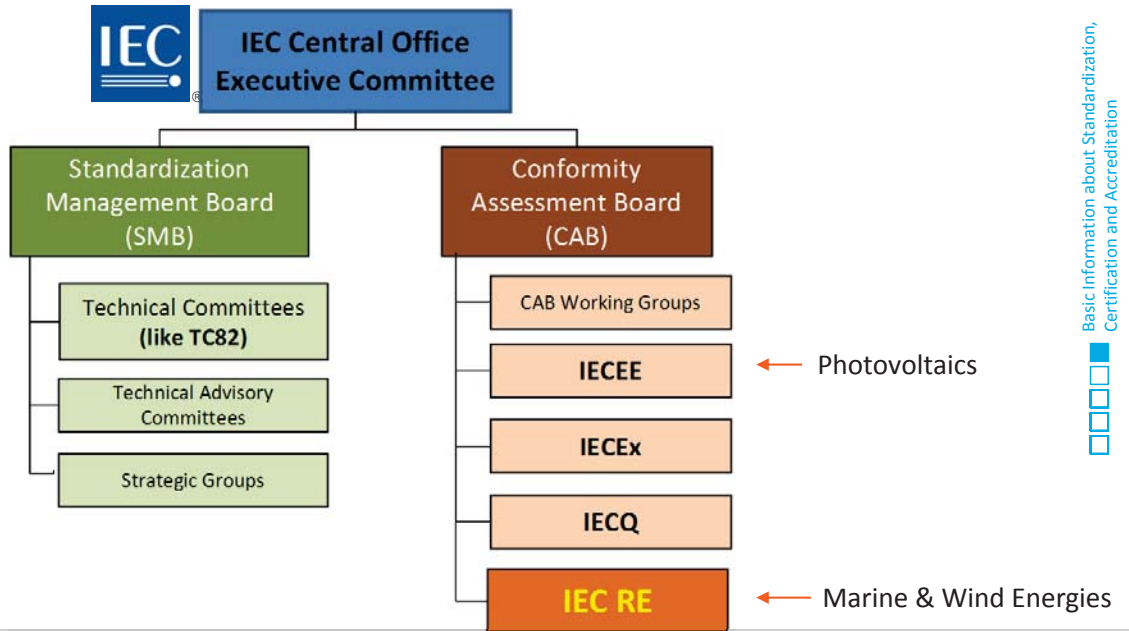 IEC
®
IEC Central Office
Executive Committee
Standardization
Management Board
(SMB)
Technical Committees
(like TC82)
Technical Advisory
Committees
Strategic Groups
Conformity
Assessment Board
(CAB)
CAB Working Groups
IECEE
Photovoltaics
IECEx
IECQ
IEC RE
Marine & Wind Energies
Basic Information about Standardization,
Certification and Accreditation